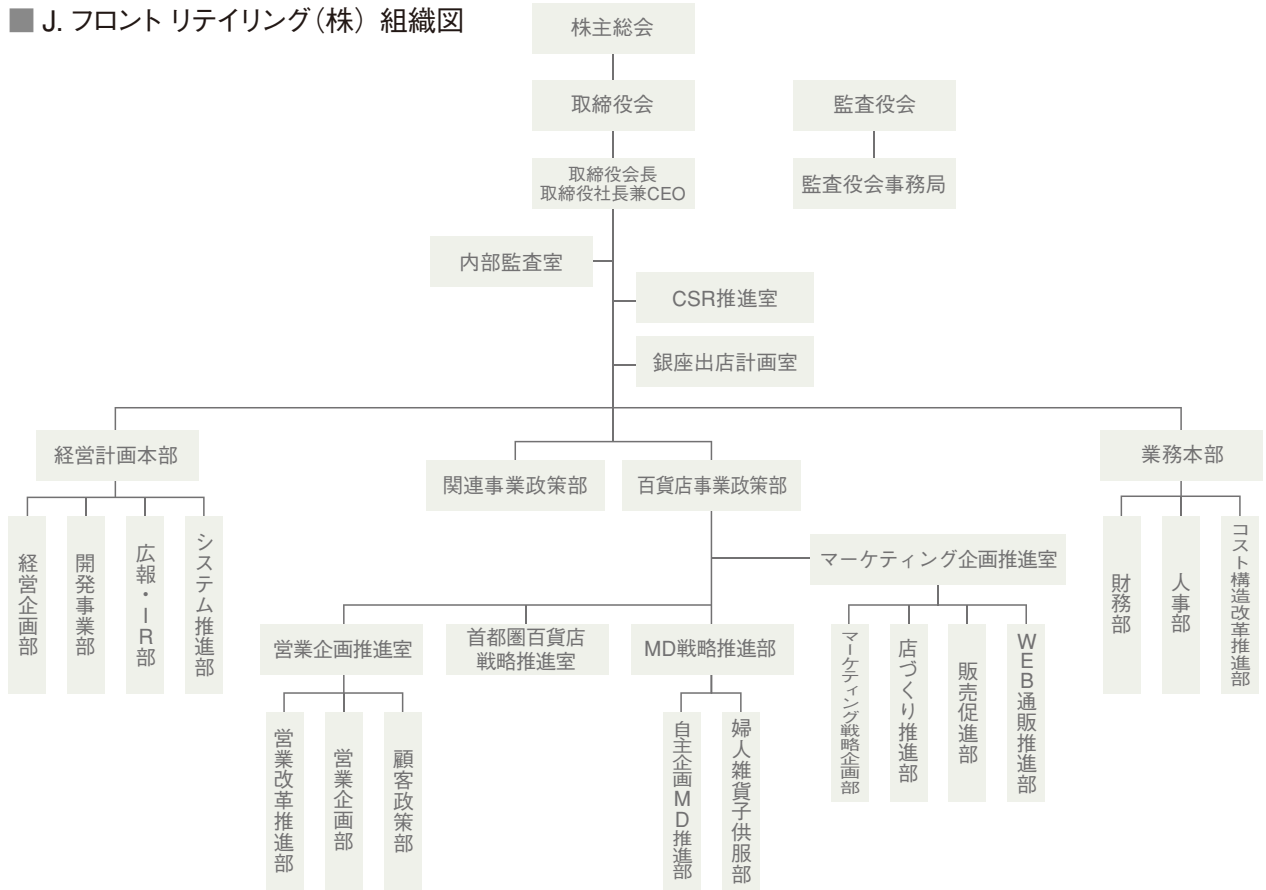 ■ J. フロント リテイリング（株） 組織図
株主総会
取締役会
監査役会
取締役会長
取締役社長兼CEO
監査役会事務局
内部監査室
CSR推進室
銀座出店計画室
経営計画本部
関連事業政策部
百貨店事業政策部
業務本部
経営企画部
開発事業部
広報・IR部
システム推進部
マーケティング企画推進室
財務部
人事部
コスト構造改革推進部
営業企画推進室
首都圏百貨店
戦略推進室
MD戦略推進部
マーケティング戦略企画部
店づくり推進部
販売促進部
WEB通販推進部
営業改革推進部
営業企画部
顧客政策部
自主企画MD推進部
婦人雑貨子供服部